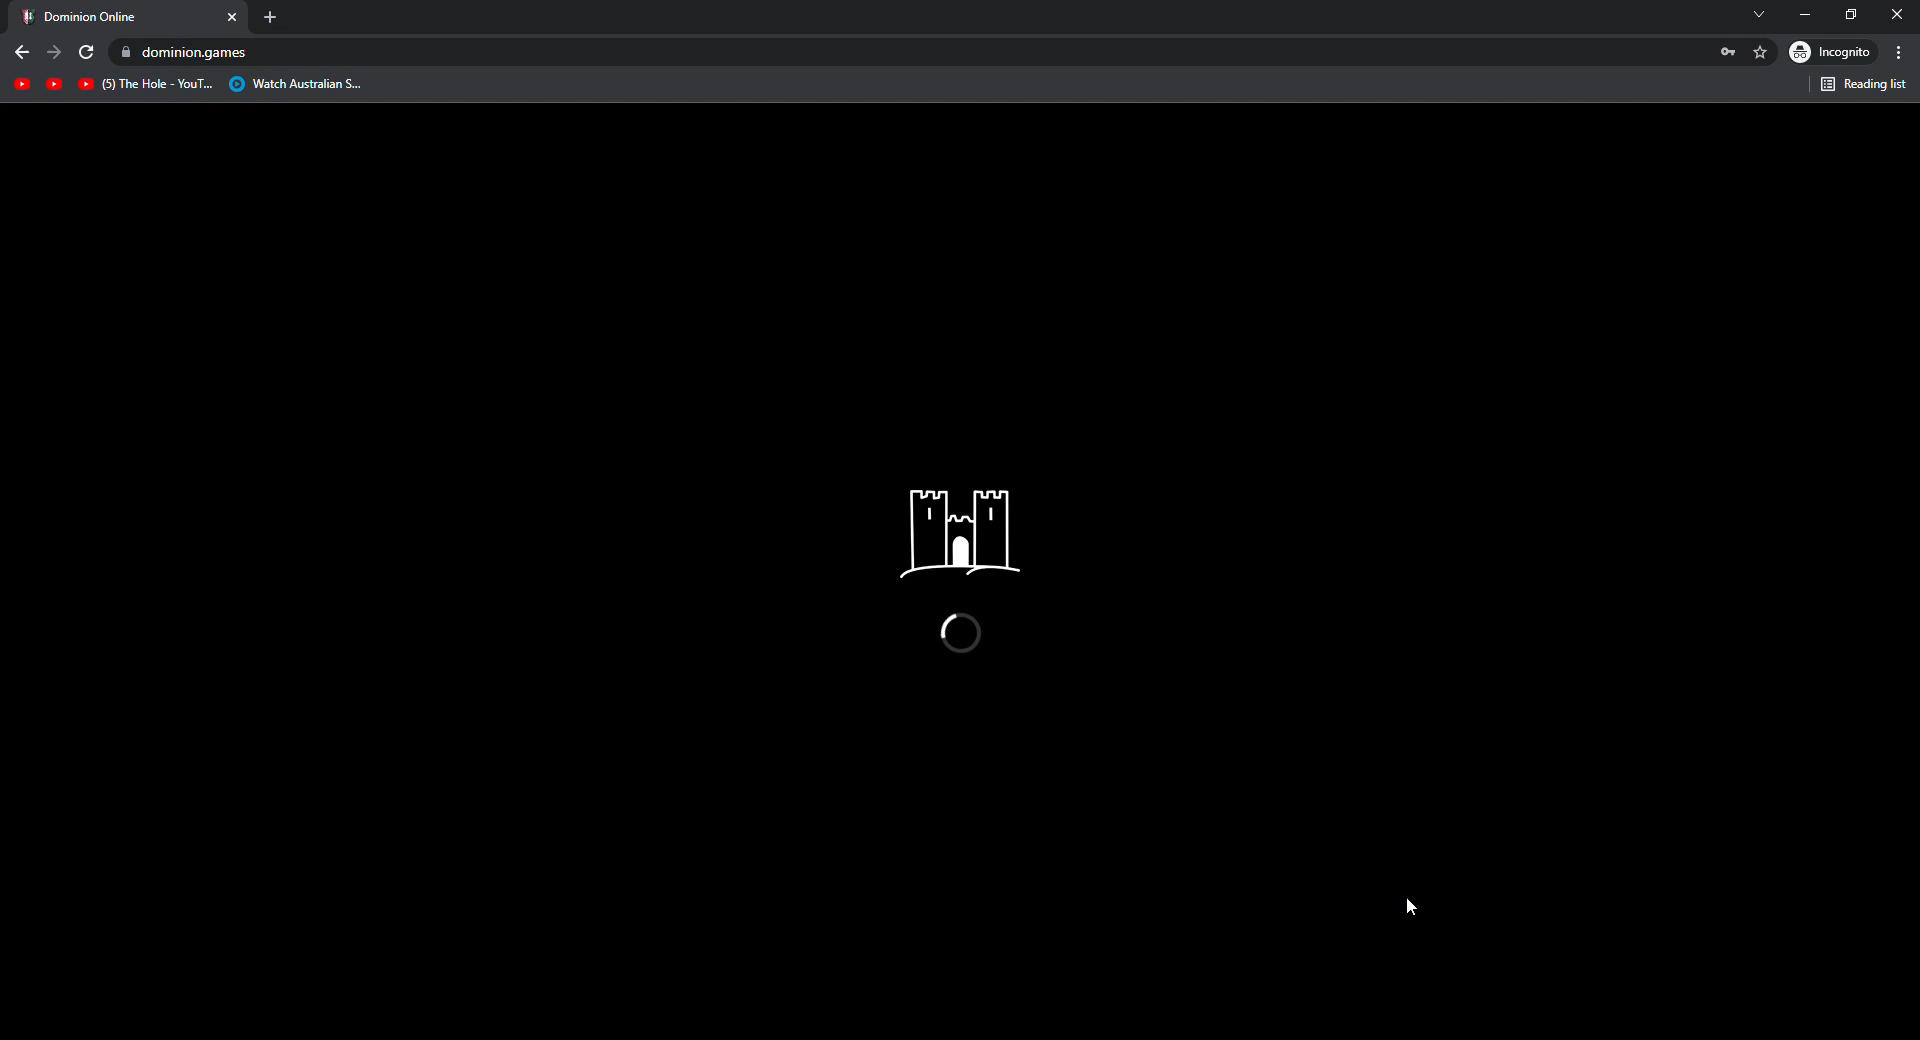 Dominion Online
dominion.games
Incognito
(5) The Hole - YouT...
Watch Australian S...
Reading list